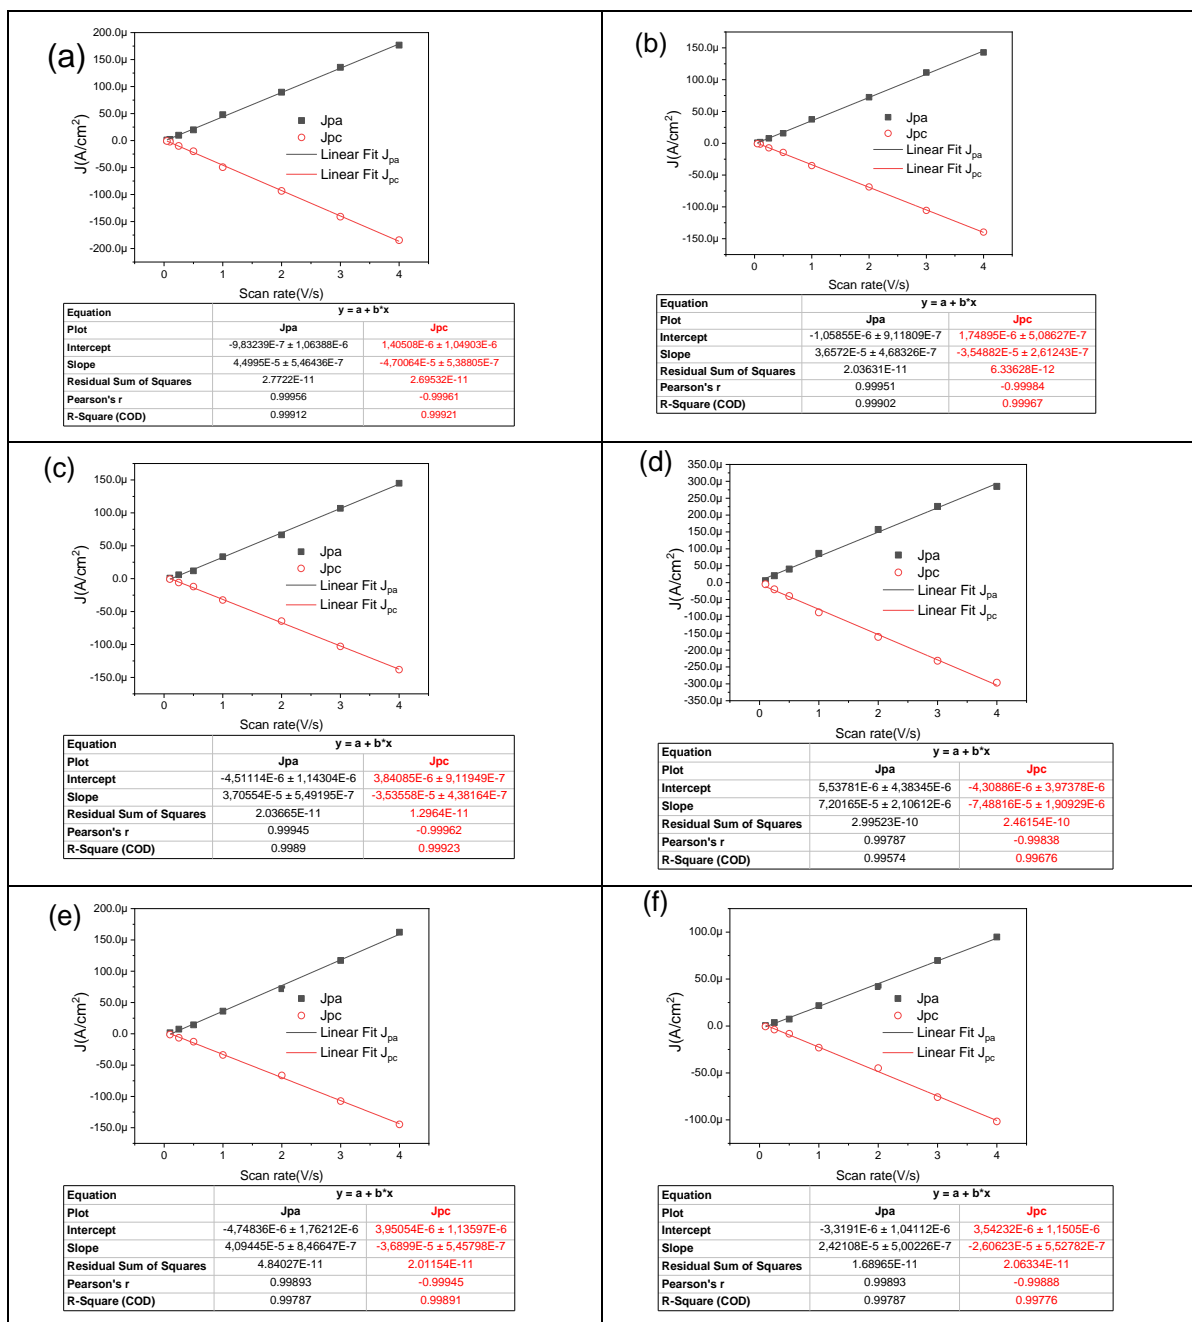 (a)
200.0µ
150.0µ
100.0µ
50.0µ
0.0
-50.0µ
-100.0µ
-150.0µ
-200.0µ
J(A/cm²)
Jpa
Jpc
Linear Fit Jpa
Linear Fit Jpc
0 1 2 3 4
Scan rate(V/s)
Equation y = a + b*x
Plot Jpa Jpc
Intercept -9,83239E-7 ± 1,06388E-6 1,40508E-6 ± 1,04903E-6
Slope 4,4995E-5 ± 5,46436E-7 -4,70064E-5 ± 5,38805E-7
Residual Sum of Squares 2.7722E-11 2.69532E-11
Pearson's r 0.99956 -0.99961
R-Square (COD) 0.99912 0.99921
(b)
150.0µ
100.0µ
50.0µ
0.0
-50.0µ
-100.0µ
-150.0µ
J(A/cm²)
Jpa
Jpc
Linear Fit Jpa
Linear Fit Jpc
0 1 2 3 4
Scan rate(V/s)
Equation y = a + b*x
Plot Jpa Jpc
Intercept -1,05855E-6 ± 9,11809E-7 1,74895E-6 ± 5,08627E-7
Slope 3,6572E-5 ± 4,68326E-7 -3,54882E-5 ± 2,61243E-7
Residual Sum of Squares 2.03631E-11 6.33628E-12
Pearson's r 0.99951 -0.99984
R-Square (COD) 0.99902 0.99967
(c)
150.0µ
100.0µ
50.0µ
0.0
-50.0µ
-100.0µ
-150.0µ
J(A/cm²)
Jpa
Jpc
Linear Fit Jpa
Linear Fit Jpc
0 1 2 3 4
Scan rate(V/s)
Equation y = a + b*x
Plot Jpa Jpc
Intercept -4,51114E-6 ± 1,14304E-6 3,84085E-6 ± 9,11949E-7
Slope 3,70554E-5 ± 5,49195E-7 -3,53558E-5 ± 4,38164E-7
Residual Sum of Squares 2.03665E-11 1.2964E-11
Pearson's r 0.99945 -0.99962
R-Square (COD) 0.9989 0.99923
(d)
350.0µ
300.0µ
250.0µ
200.0µ
150.0µ
100.0µ
50.0µ
0.0
-50.0µ
-100.0µ
-150.0µ
-200.0µ
-250.0µ
-300.0µ
-350.0µ
J(A/cm²)
Jpa
Jpc
Linear Fit Jpa
Linear Fit Jpc
0 1 2 3 4
Scan rate(V/s)
Equation y = a + b*x
Plot Jpa Jpc
Intercept 5,53781E-6 ± 4,38345E-6 -4,30886E-6 ± 3,97378E-6
Slope 7,20165E-5 ± 2,10612E-6 -7,48816E-5 ± 1,90929E-6
Residual Sum of Squares 2.99523E-10 2.46154E-10
Pearson's r 0.99787 -0.99838
R-Square (COD) 0.99574 0.99676
(e)
200.0µ
150.0µ
100.0µ
50.0µ
0.0
-50.0µ
-100.0µ
-150.0µ
J(A/cm²)
Jpa
Jpc
Linear Fit Jpa
Linear Fit Jpc
0 1 2 3 4
Scan rate(V/s)
Equation y = a + b*x
Plot Jpa Jpc
Intercept -4,74836E-6 ± 1,76212E-6 3,95054E-6 ± 1,13597E-6
Slope 4,09445E-5 ± 8,46647E-7 -3,6899E-5 ± 5,45798E-7
Residual Sum of Squares 4.84027E-11 2.01154E-11
Pearson's r 0.99893 -0.99945
R-Square (COD) 0.99787 0.99891
(f)
100.0µ
50.0µ
0.0
-50.0µ
-100.0µ
J(A/cm²)
Jpa
Jpc
Linear Fit Jpa
Linear Fit Jpc
0 1 2 3 4
Scan rate(V/s)
Equation y = a + b*x
Plot Jpa Jpc
Intercept -3,3191E-6 ± 1,04112E-6 3,54232E-6 ± 1,1505E-6
Slope 2,42108E-5 ± 5,00226E-7 -2,60623E-5 ± 5,52782E-7
Residual Sum of Squares 1.68965E-11 2.06334E-11
Pearson's r 0.99893 -0.99888
R-Square (COD) 0.99787 0.99776